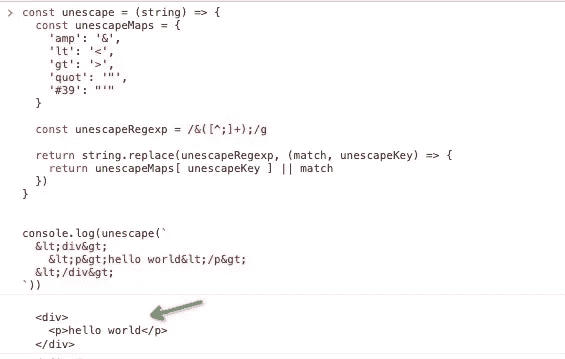 const unescape = (string) => {
  const unescapeMaps = {
    'amp': '&',
    'lt': '<',
    'gt': '>',
    'quot': '"',
    '#39': "'"
  }

  const unescapeRegexp = /&([^;]+);/g

  return string.replace(unescapeRegexp, (match, unescapeKey) => {
    return unescapeMaps[ unescapeKey ] || match
  })
}

console.log(unescape(`
  &lt;div&gt;
    &lt;p&gt;hello world&lt;/p&gt;
  &lt;/div&gt;
`))

  <div>
    <p>hello world</p>
  </div>